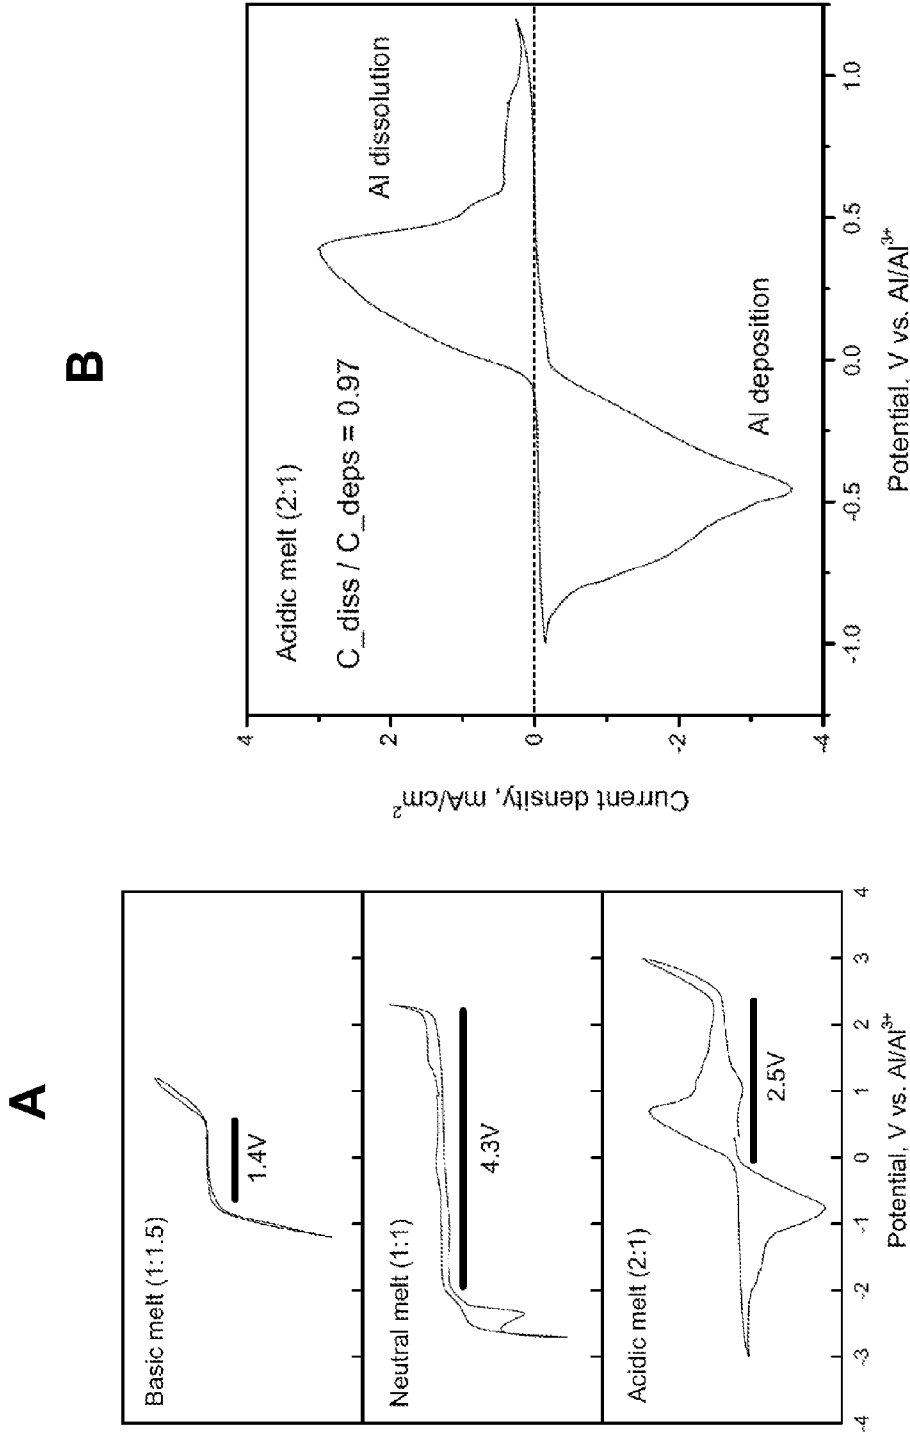 A
Basic melt (1:1.5)
1.4V
Neutral melt (1:1)
4.3V
Acidic melt (2:1)
2.5V
-4 -3 -2 -1 0 1 2 3 4
Potential, V vs. Al/Al³⁺
B
Acidic melt (2:1)
C_diss / C_deps = 0.97
Al dissolution
Al deposition
4
2
0
-2
-4
Current density, mA/cm²
-1.0 -0.5 0.0 0.5 1.0
Potential, V vs. Al/Al³⁺